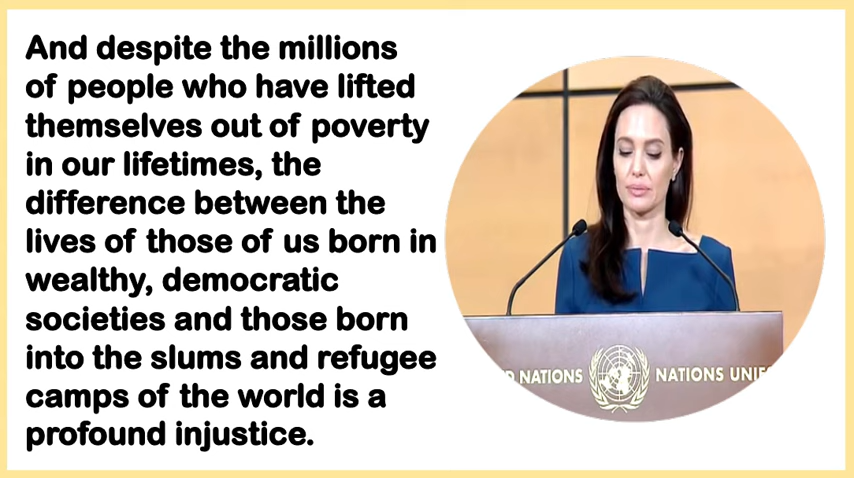 And despite the millions
of people who have lifted
themselves out of poverty
in our lifetimes, the
difference between the
lives of those of us born in
wealthy, democratic
societies and those born
into the slums and refugee
camps of the world is a
profound injustice.
D NATIONS NATIONS UNIE